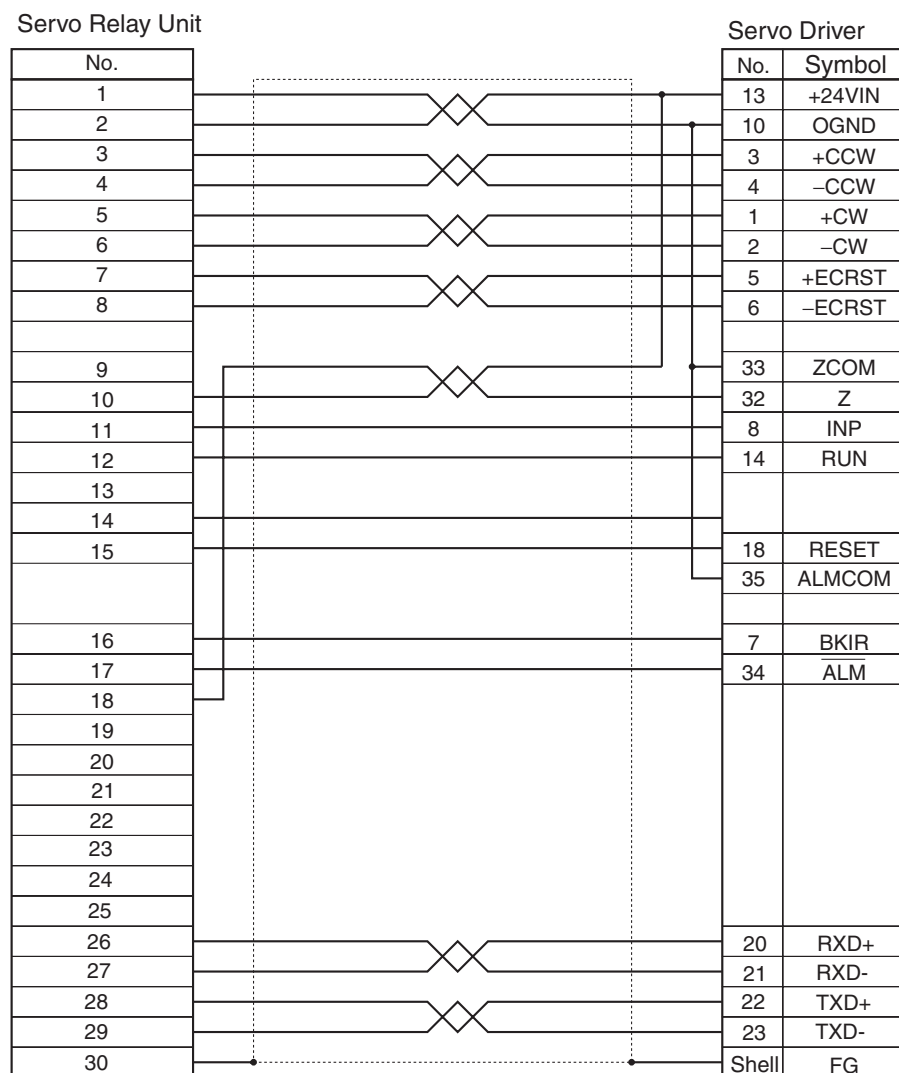 Servo Relay Unit
Servo Driver
No. No. Symbol
1 13 +24VIN
2 10 OGND
3 3 +CCW
4 4 −CCW
5 1 +CW
6 2 −CW
7 5 +ECRST
8 6 −ECRST
9 33 ZCOM
10 32 Z
11 8 INP
12 14 RUN
13
14
15 18 RESET
35 ALMCOM
16 7 BKIR
17 34 ALM
18
19
20
21
22
23
24
25
26 20 RXD+
27 21 RXD-
28 22 TXD+
29 23 TXD-
30 Shell FG